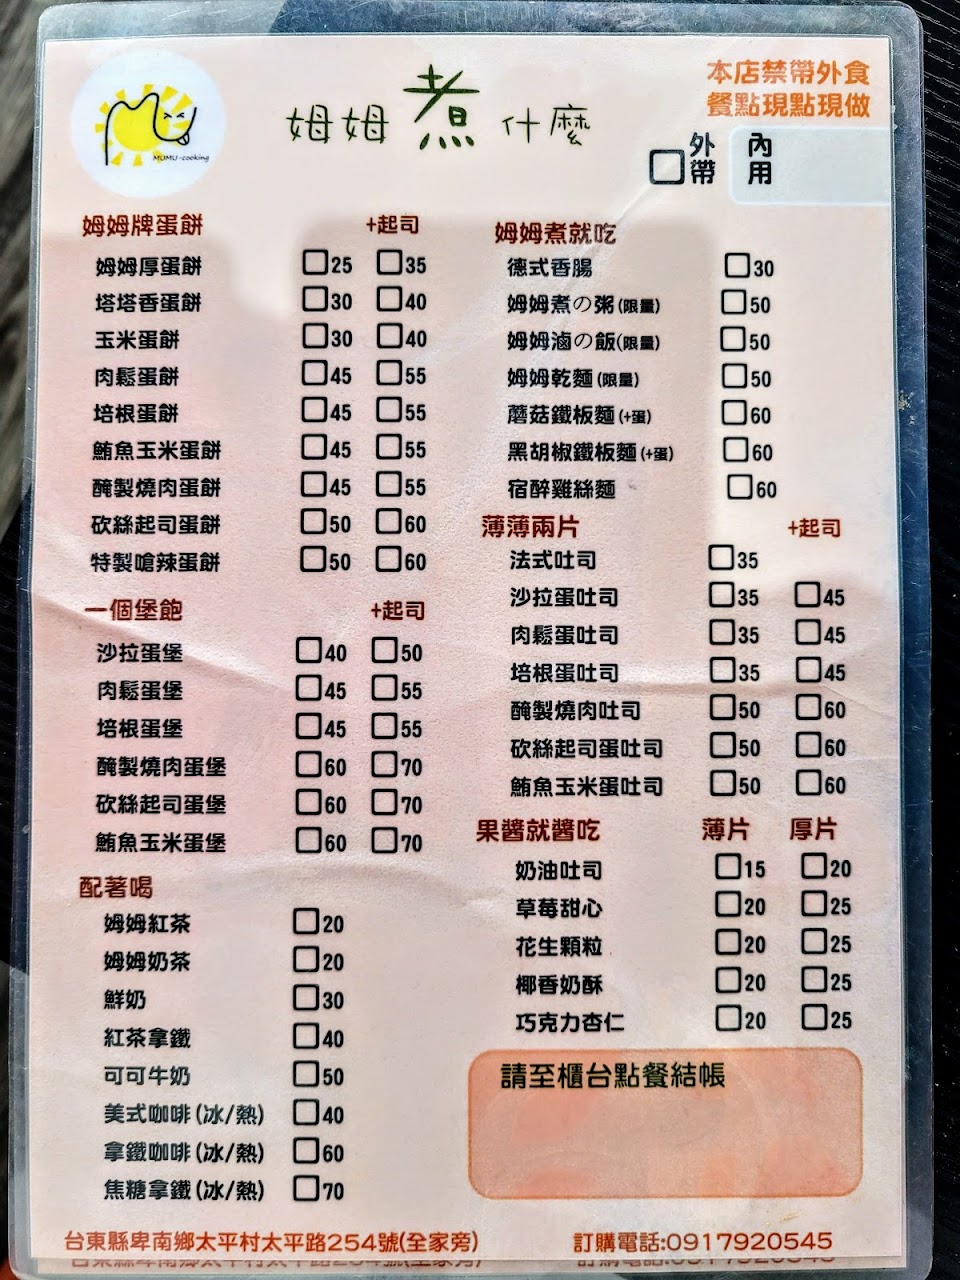 MUMU-cooking
姆姆煮什麼
本店禁帶外食
餐點現點現做
□外帶 內用
姆姆牌蛋餅 +起司
姆姆厚蛋餅 □25 □35
塔塔香蛋餅 □30 □40
玉米蛋餅 □30 □40
肉鬆蛋餅 □45 □55
培根蛋餅 □45 □55
鮪魚玉米蛋餅 □45 □55
醃製燒肉蛋餅 □45 □55
砍絲起司蛋餅 □50 □60
特製嗆辣蛋餅 □50 □60
一個堡飽 +起司
沙拉蛋堡 □40 □50
肉鬆蛋堡 □45 □55
培根蛋堡 □45 □55
醃製燒肉蛋堡 □60 □70
砍絲起司蛋堡 □60 □70
鮪魚玉米蛋堡 □60 □70
配著喝
姆姆紅茶 □20
姆姆奶茶 □20
鮮奶 □30
紅茶拿鐵 □40
可可牛奶 □50
美式咖啡(冰/熱) □40
拿鐵咖啡(冰/熱) □60
焦糖拿鐵(冰/熱) □70
姆姆煮就吃
德式香腸 □30
姆姆煮の粥(限量) □50
姆姆滷の飯(限量) □50
姆姆乾麵(限量) □50
蘑菇鐵板麵(+蛋) □60
黑胡椒鐵板麵(+蛋) □60
宿醉雞絲麵 □60
薄薄兩片 +起司
法式吐司 □35
沙拉蛋吐司 □35 □45
肉鬆蛋吐司 □35 □45
培根蛋吐司 □35 □45
醃製燒肉吐司 □50 □60
砍絲起司蛋吐司 □50 □60
鮪魚玉米蛋吐司 □50 □60
果醬就醬吃 薄片 厚片
奶油吐司 □15 □20
草莓甜心 □20 □25
花生顆粒 □20 □25
椰香奶酥 □20 □25
巧克力杏仁 □20 □25
請至櫃台點餐結帳
台東縣卑南鄉太平村太平路254號(全家旁) 訂購電話:0917920545